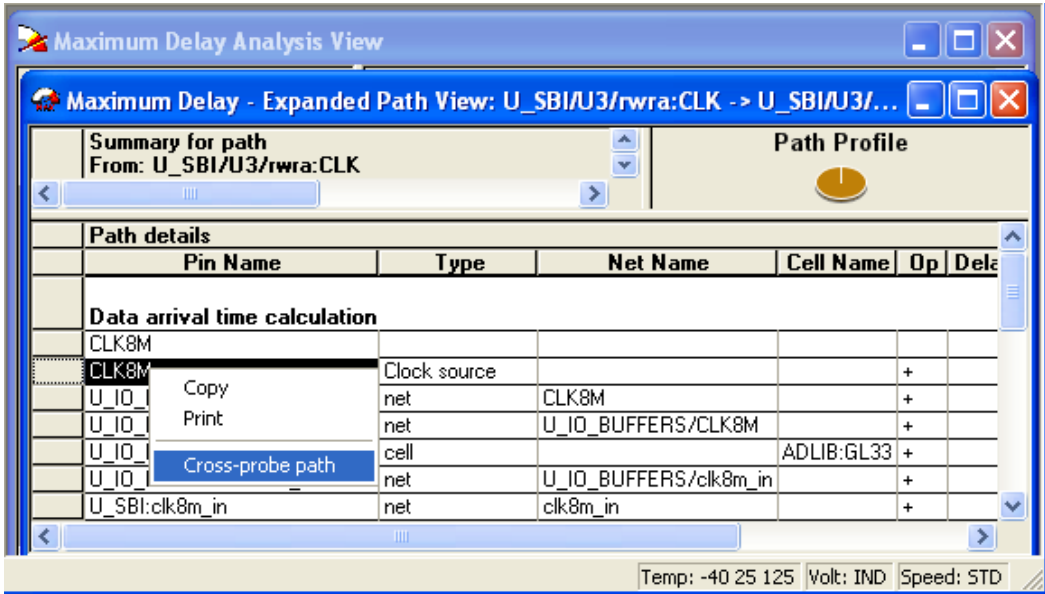 Maximum Delay Analysis View
Maximum Delay - Expanded Path View: U_SBI/U3/rwra:CLK -> U_SBI/U3/...
Summary for path
From: U_SBI/U3/rwra:CLK
Path Profile
Path details
Pin Name Type Net Name Cell Name Op Dela
Data arrival time calculation
CLK8M
CLK8M Clock source +
Copy
U_IO_ net CLK8M +
Print
U_IO_ net U_IO_BUFFERS/CLK8M +
U_IO_ cell ADLIB:GL33 +
Cross-probe path
U_IO_ net U_IO_BUFFERS/clk8m_in +
U_SBI:clk8m_in net clk8m_in +
Temp: -40 25 125 Volt: IND Speed: STD